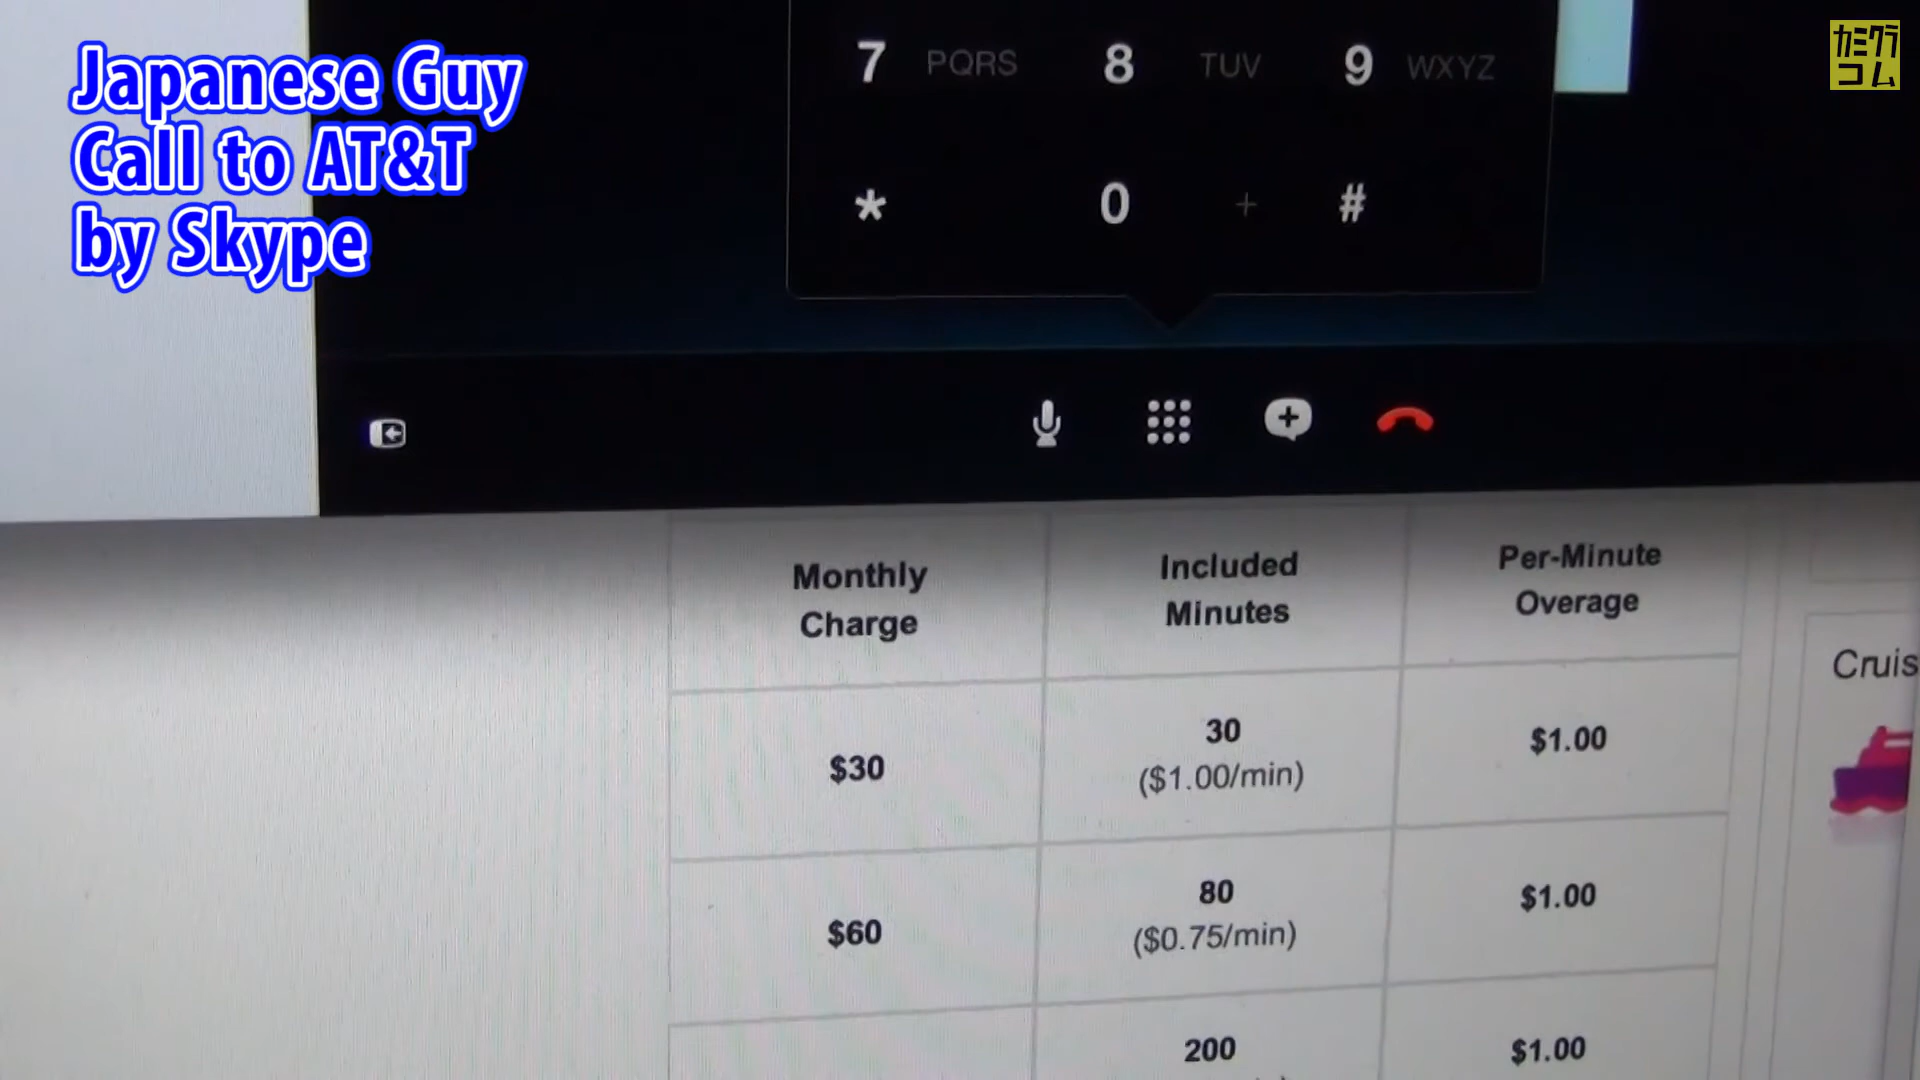 Japanese Guy
Call to AT&T
by Skype
カミクラ
コム
7 PQRS 8 TUV 9 WXYZ
* 0 + #
Monthly
Charge
Included
Minutes
Per-Minute
Overage
$30
30
($1.00/min)
$1.00
$60
80
($0.75/min)
$1.00
200
$1.00
Cruis